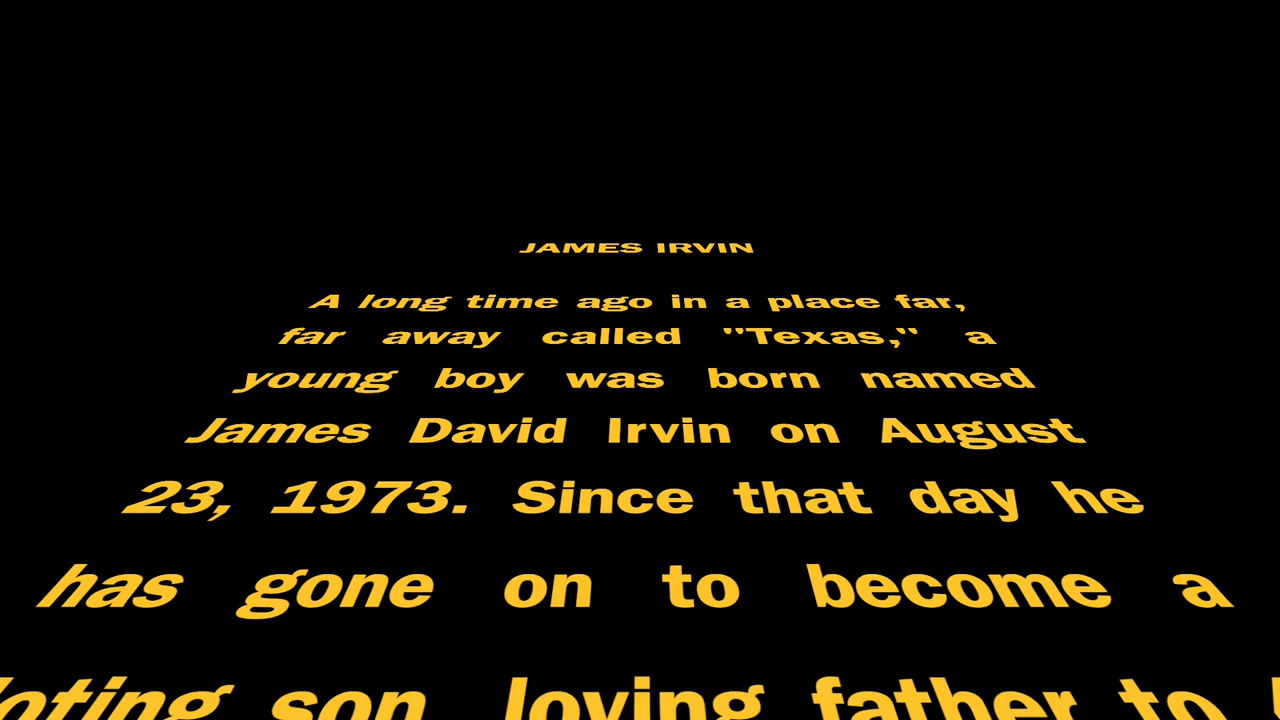 JAMES IRVIN
A long time ago in a place far,
far away called "Texas," a
young boy was born named
James David Irvin on August
23, 1973. Since that day he
has gone on to become a
son, loving father to